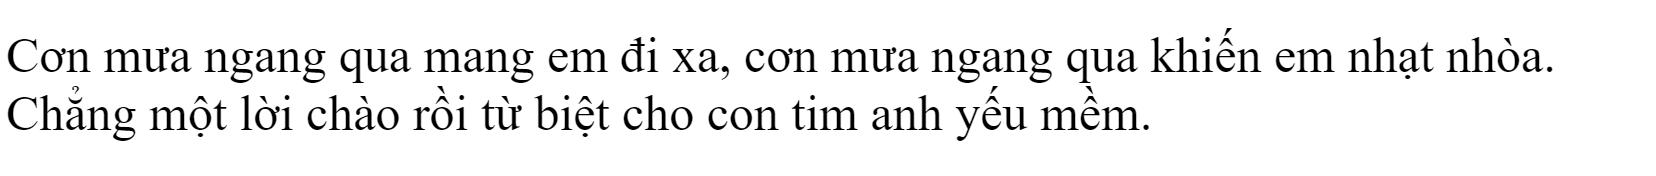 Cơn mưa ngang qua mang em đi xa, cơn mưa ngang qua khiến em nhạt nhòa.
Chẳng một lời chào rồi từ biệt cho con tim anh yếu mềm.